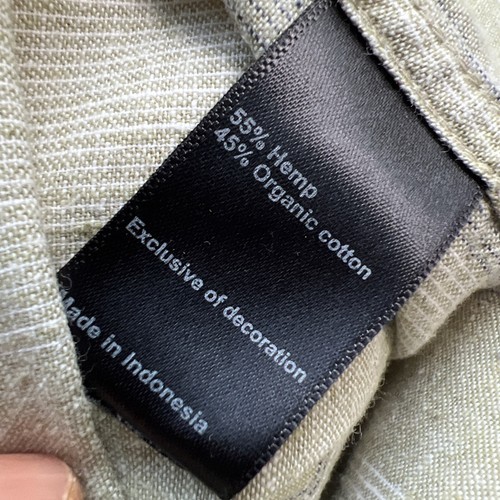 55% Hemp
45% Organic cotton
Exclusive of decoration
Made in Indonesia